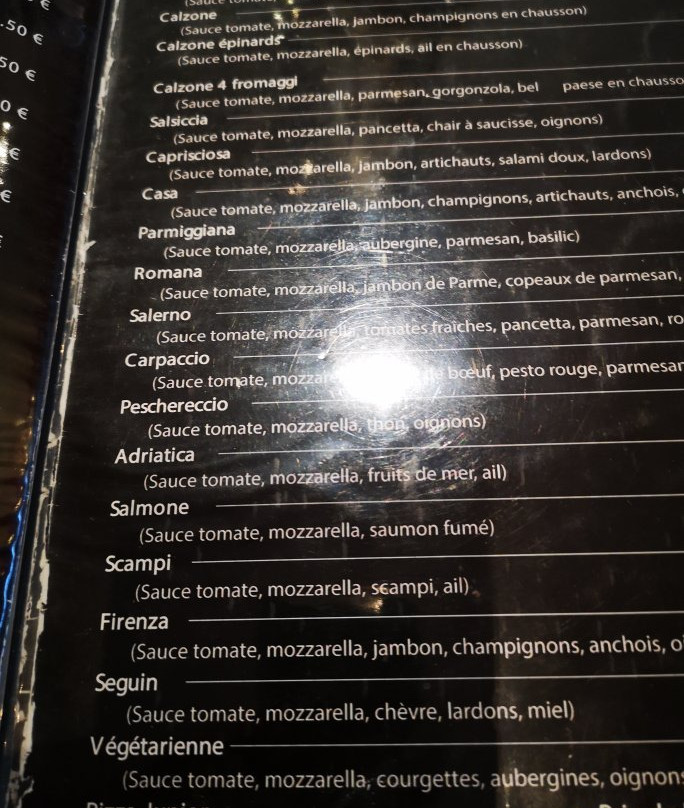 €
.50 €
50 €
0 €
€
€
Calzone
(Sauce tomate, mozzarella, jambon, champignons en chausson)
Calzone épinards
(Sauce tomate, mozzarella, épinards, ail en chausson)
Calzone 4 fromaggi
(Sauce tomate, mozzarella, parmesan, gorgonzola, bel paese en chausso
Salsiccia
(Sauce tomate, mozzarella, pancetta, chair à saucisse, oignons)
Caprisciosa
(Sauce tomate, mozzarella, jambon, artichauts, salami doux, lardons)
Casa
(Sauce tomate, mozzarella, jambon, champignons, artichauts, anchois,
Parmiggiana
(Sauce tomate, mozzarella, aubergine, parmesan, basilic)
Romana
(Sauce tomate, mozzarella, jambon de Parme, copeaux de parmesan,
Salerno
(Sauce tomate, mozzarella, tomates fraîches, pancetta, parmesan, ro
Carpaccio
(Sauce tomate, mozzar de bœuf, pesto rouge, parmesan
Peschereccio
(Sauce tomate, mozzarella, thon, oignons)
Adriatica
(Sauce tomate, mozzarella, fruits de mer, ail)
Salmone
(Sauce tomate, mozzarella, saumon fumé)
Scampi
(Sauce tomate, mozzarella, scampi, ail)
Firenza
(Sauce tomate, mozzarella, jambon, champignons, anchois, o
Seguin
(Sauce tomate, mozzarella, chèvre, lardons, miel)
Végétarienne
(Sauce tomate, mozzarella, courgettes, aubergines, oignons